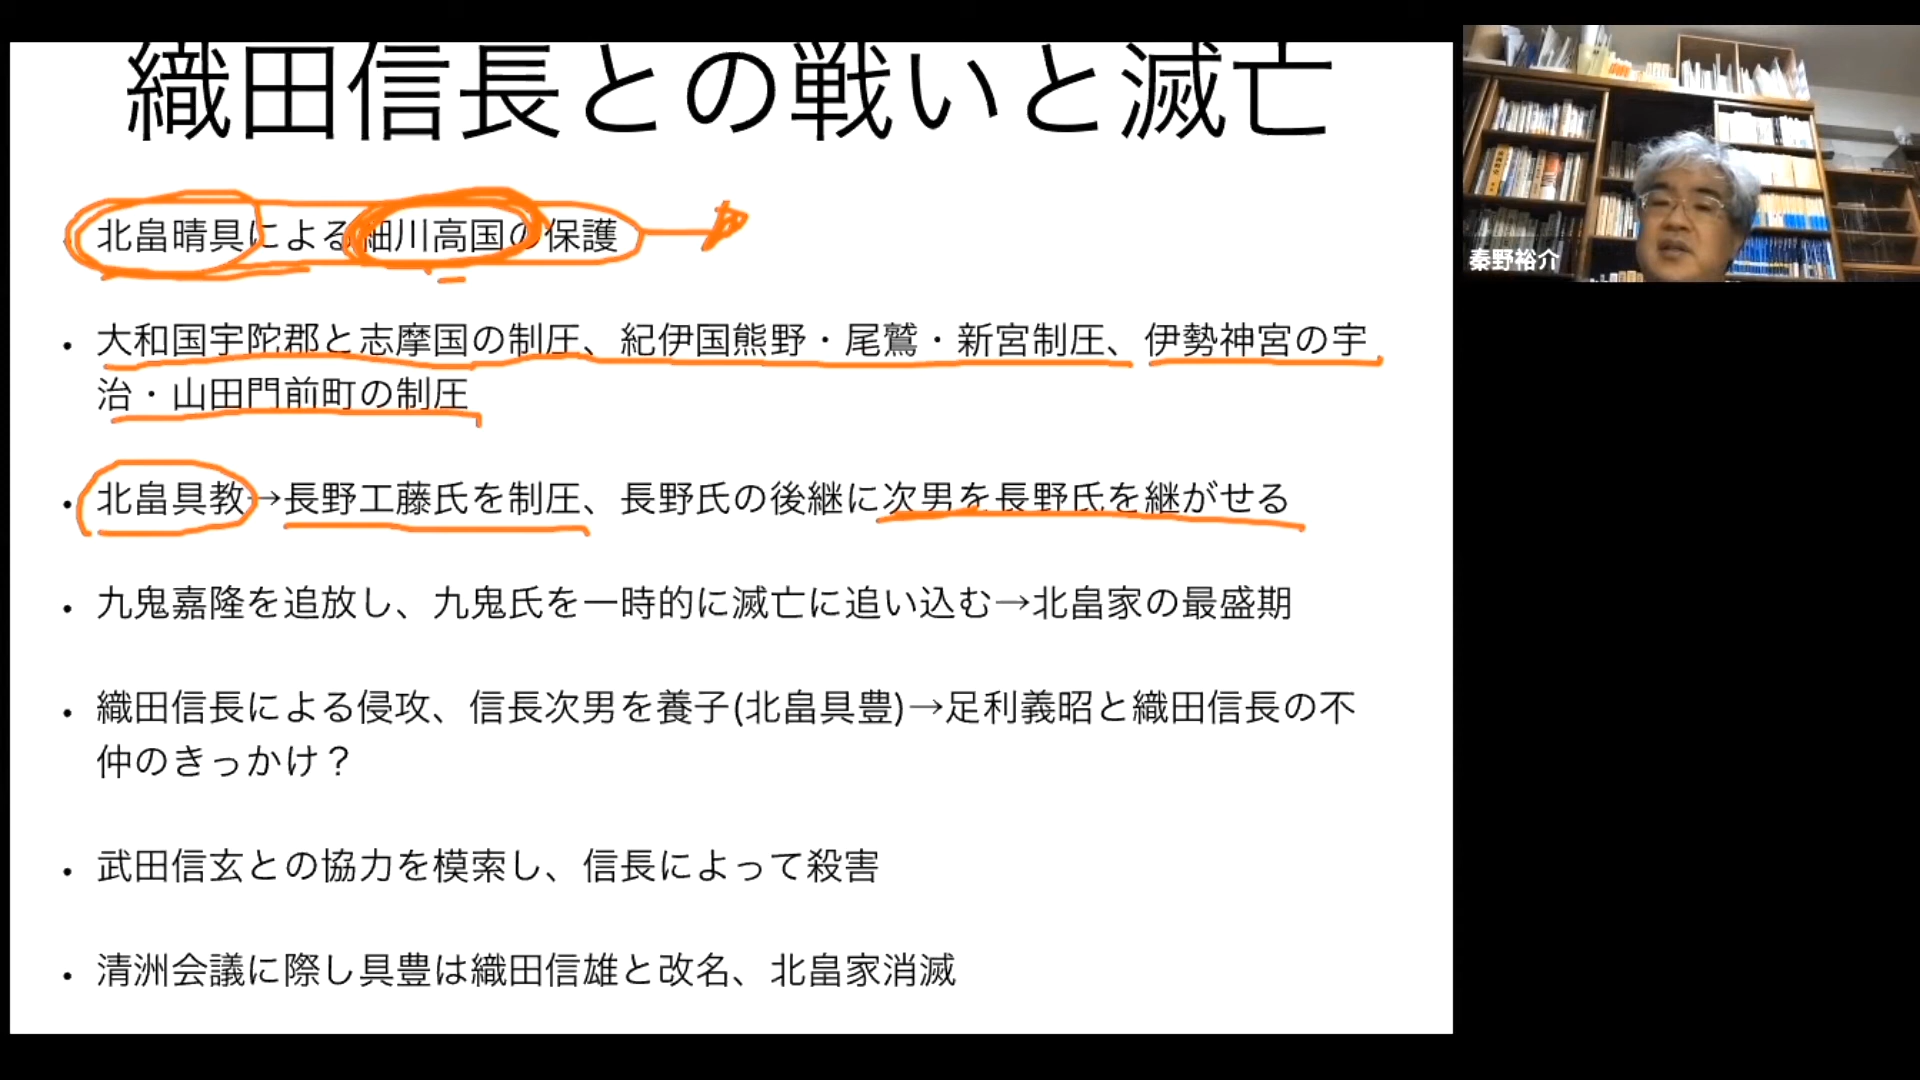 織田信長との戦いと滅亡
・北畠晴具による細川高国の保護
・大和国宇陀郡と志摩国の制圧、紀伊国熊野・尾鷲・新宮制圧、伊勢神宮の宇
治・山田門前町の制圧
・北畠具教→長野工藤氏を制圧、長野氏の後継に次男を長野氏を継がせる
・九鬼嘉隆を追放し、九鬼氏を一時的に滅亡に追い込む→北畠家の最盛期
・織田信長による侵攻、信長次男を養子(北畠具豊)→足利義昭と織田信長の不
仲のきっかけ？
・武田信玄との協力を模索し、信長によって殺害
・清洲会議に際し具豊は織田信雄と改名、北畠家消滅
秦野裕介